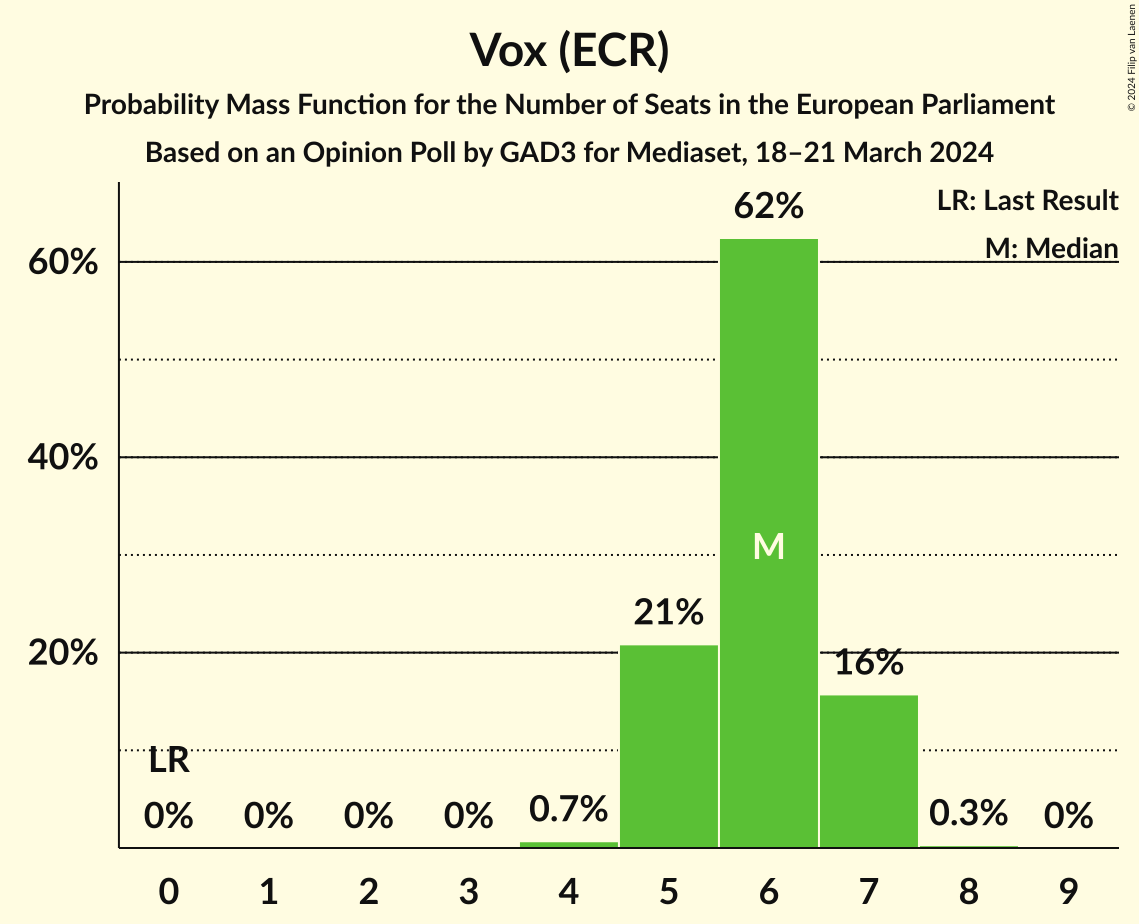 Vox (ECR)
Probability Mass Function for the Number of Seats in the European Parliament
Based on an Opinion Poll by GAD3 for Mediaset, 18–21 March 2024
© 2024 Filip van Laenen
LR: Last Result
M: Median
60%
40%
20%
62%
M
21%
16%
LR
0%
0%
0%
0%
0.7%
0.3%
0%
0
1
2
3
4
5
6
7
8
9